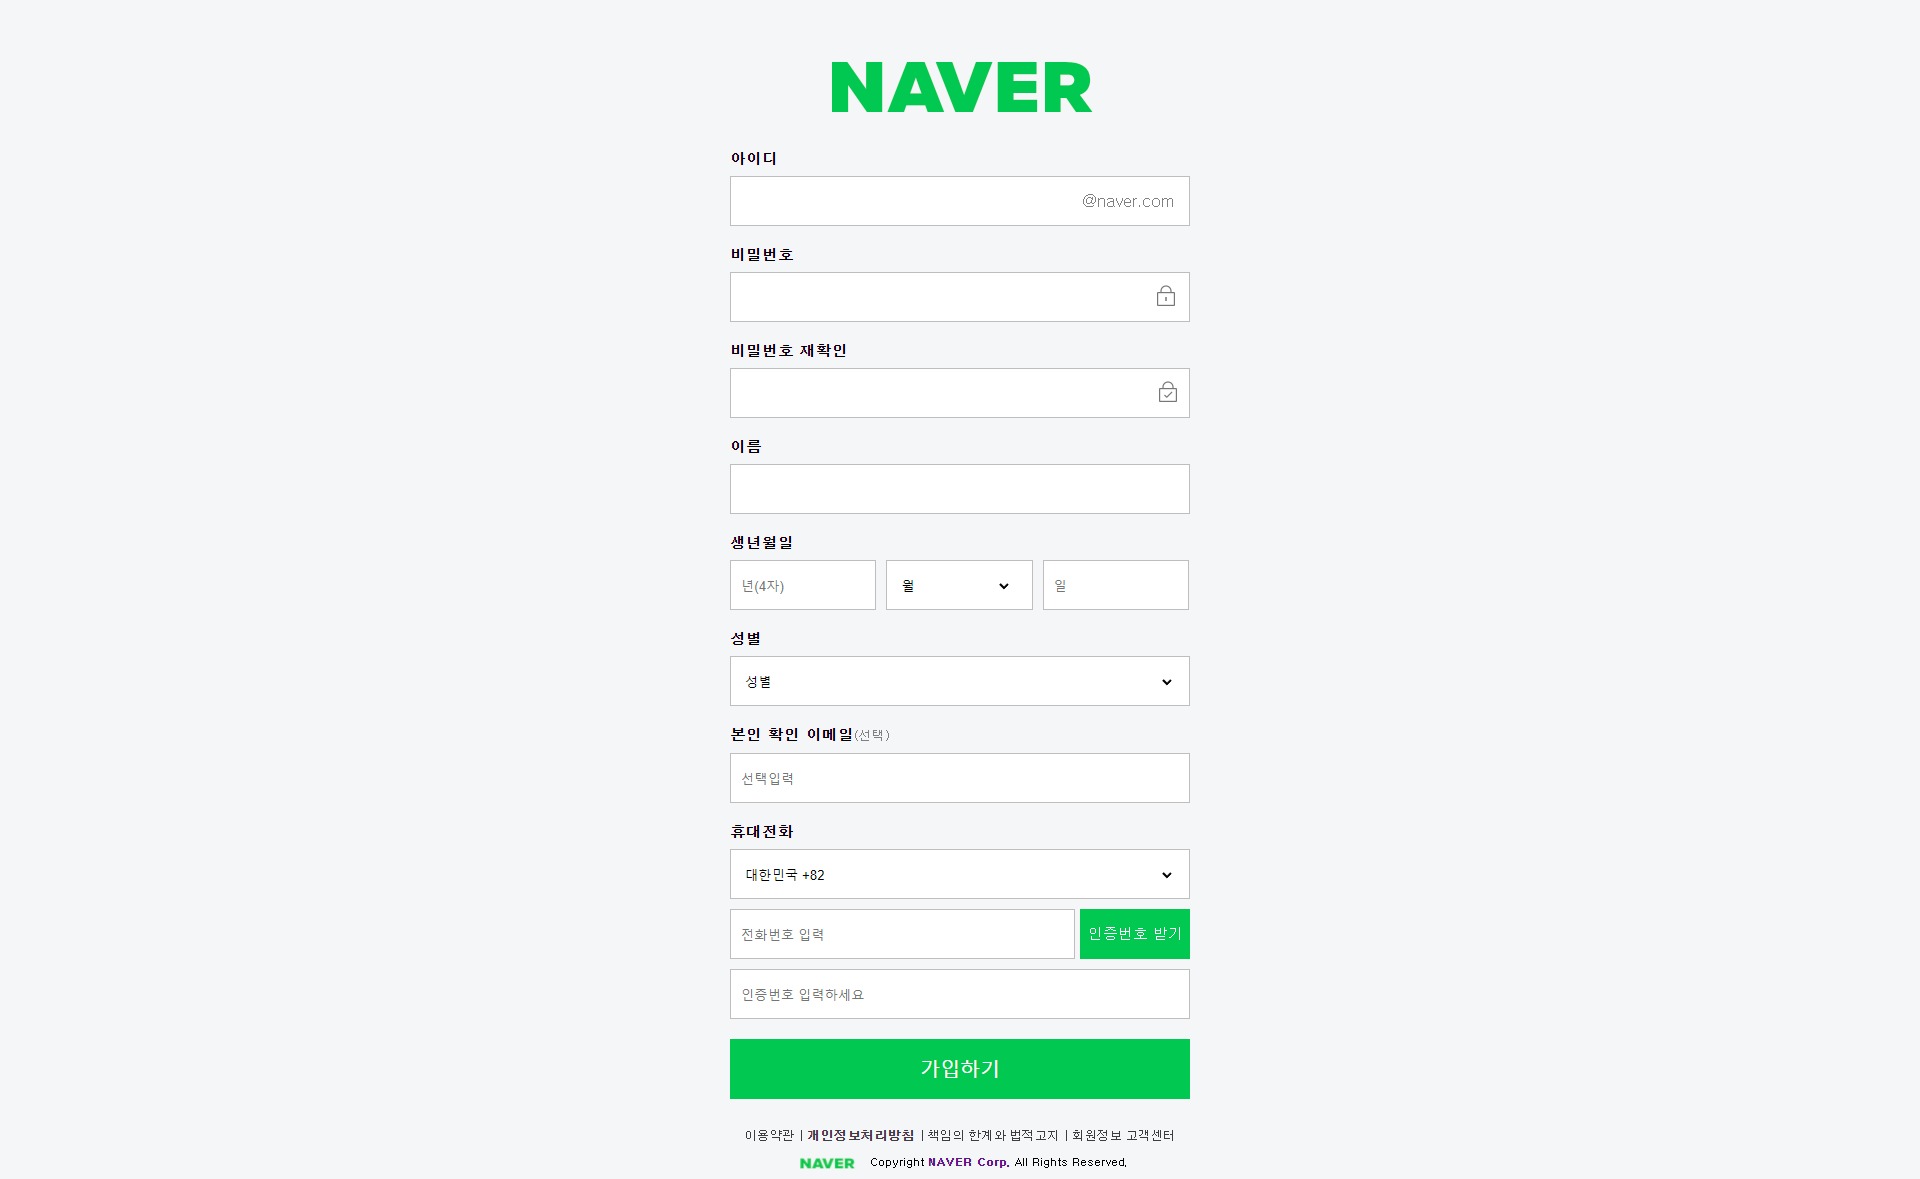 NAVER
아이디
@naver.com
비밀번호
비밀번호 재확인
이름
생년월일
년(4자) 월 일
성별
성별
본인 확인 이메일(선택)
선택입력
휴대전화
대한민국 +82
전화번호 입력 인증번호 받기
인증번호 입력하세요
가입하기
이용약관 | 개인정보처리방침 | 책임의 한계와 법적고지 | 회원정보 고객센터
NAVER Copyright NAVER Corp. All Rights Reserved.